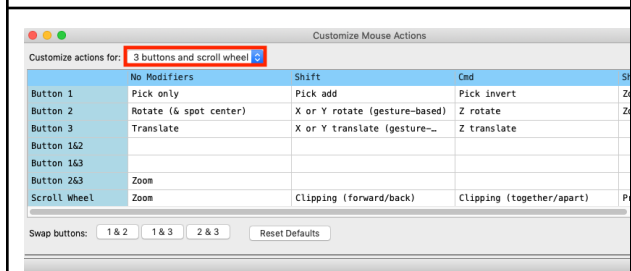 Customize Mouse Actions
Customize actions for: 3 buttons and scroll wheel
No Modifiers Shift Cmd
Button 1 Pick only Pick add Pick invert
Button 2 Rotate (& spot center) X or Y rotate (gesture-based) Z rotate
Button 3 Translate X or Y translate (gesture-… Z translate
Button 1&2
Button 1&3
Button 2&3 Zoom
Scroll Wheel Zoom Clipping (forward/back) Clipping (together/apart)
Swap buttons: 1 & 2 1 & 3 2 & 3 Reset Defaults